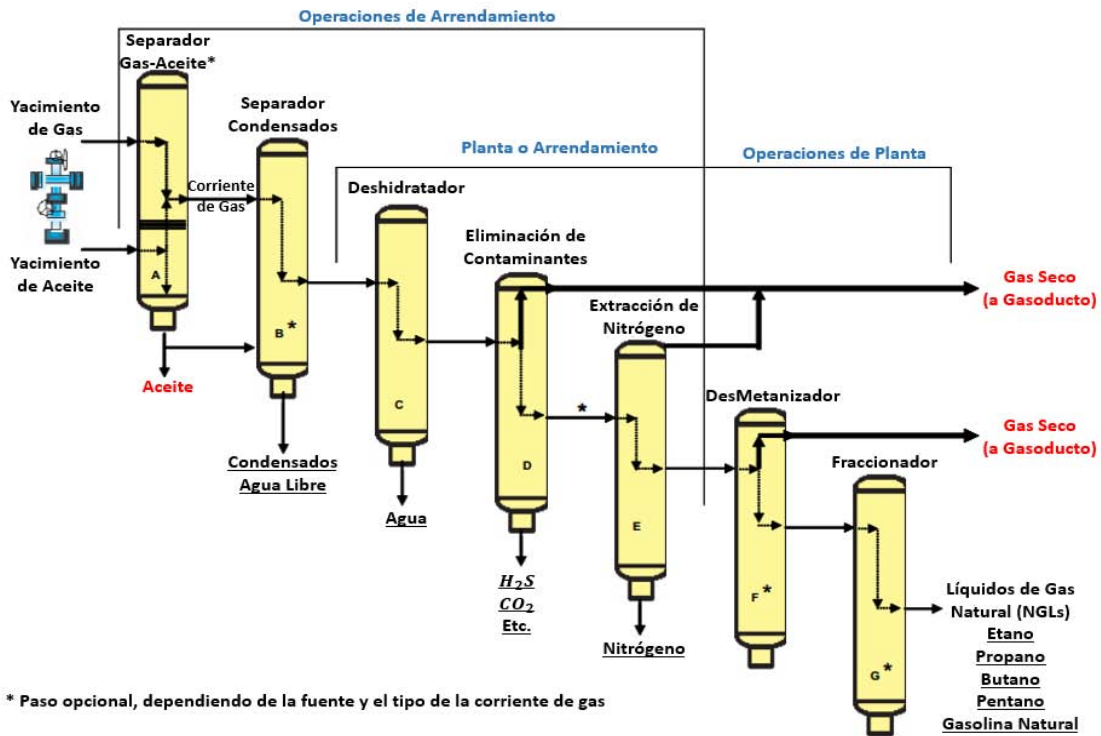 Operaciones de Arrendamiento
Separador
Gas-Aceite*
Yacimiento
de Gas
Separador
Condensados
Planta o Arrendamiento
Operaciones de Planta
Corriente
de Gas
Deshidratador
Eliminación de
Contaminantes
Yacimiento
de Aceite
A
Gas Seco
(a Gasoducto)
Extracción de
Nitrógeno
B*
Aceite
DesMetanizador
C
*
Gas Seco
(a Gasoducto)
Condensados
Agua Libre
Fraccionador
D
Agua
E
H₂S
CO₂
Etc.
F*
Líquidos de Gas
Natural (NGLs)
Etano
Propano
Butano
Pentano
Gasolina Natural
Nitrógeno
G*
* Paso opcional, dependiendo de la fuente y el tipo de la corriente de gas